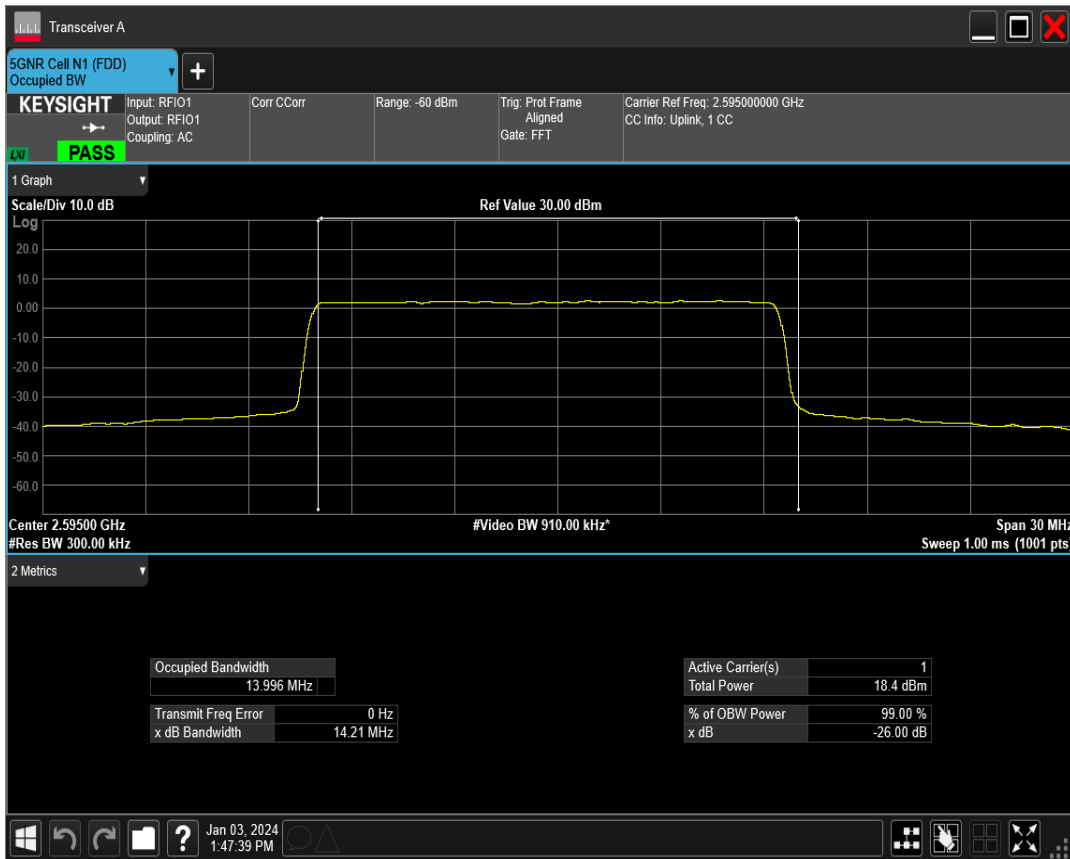 Transceiver A
5GNR Cell N1 (FDD)
Occupied BW
+
KEYSIGHT
LXI
PASS
Input: RFIO1
Output: RFIO1
Coupling: AC
Corr CCorr
Range: -60 dBm
Trig: Prot Frame
Aligned
Gate: FFT
Carrier Ref Freq: 2.595000000 GHz
CC Info: Uplink, 1 CC
1 Graph
Scale/Div 10.0 dB
Ref Value 30.00 dBm
Log
20.0
10.0
0.00
-10.0
-20.0
-30.0
-40.0
-50.0
-60.0
Center 2.59500 GHz
#Video BW 910.00 kHz*
Span 30 MHz
#Res BW 300.00 kHz
Sweep 1.00 ms (1001 pts)
2 Metrics
Occupied Bandwidth
13.996 MHz
Transmit Freq Error 0 Hz
x dB Bandwidth 14.21 MHz
Active Carrier(s) 1
Total Power 18.4 dBm
% of OBW Power 99.00 %
x dB -26.00 dB
?
Jan 03, 2024
1:47:39 PM